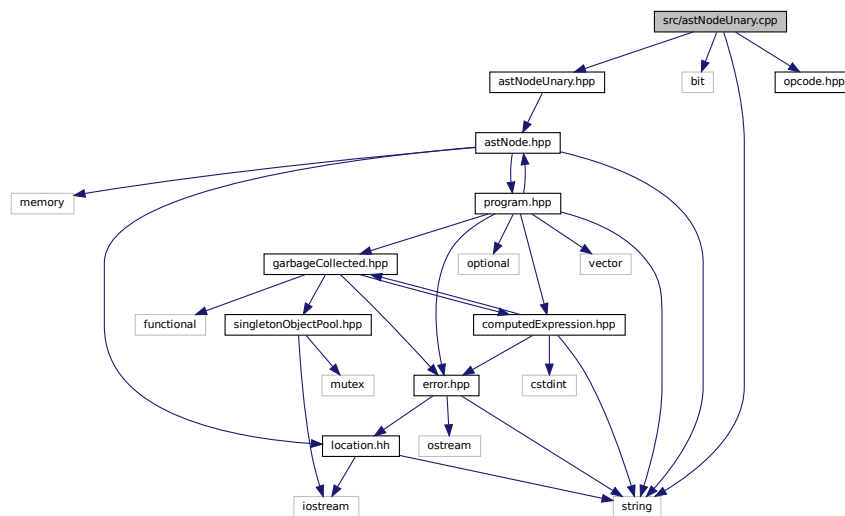 src/astNodeUnary.cpp
astNodeUnary.hpp
bit
opcode.hpp
astNode.hpp
memory
program.hpp
garbageCollected.hpp
optional
vector
functional
singletonObjectPool.hpp
computedExpression.hpp
mutex
error.hpp
cstdint
location.hh
ostream
iostream
string